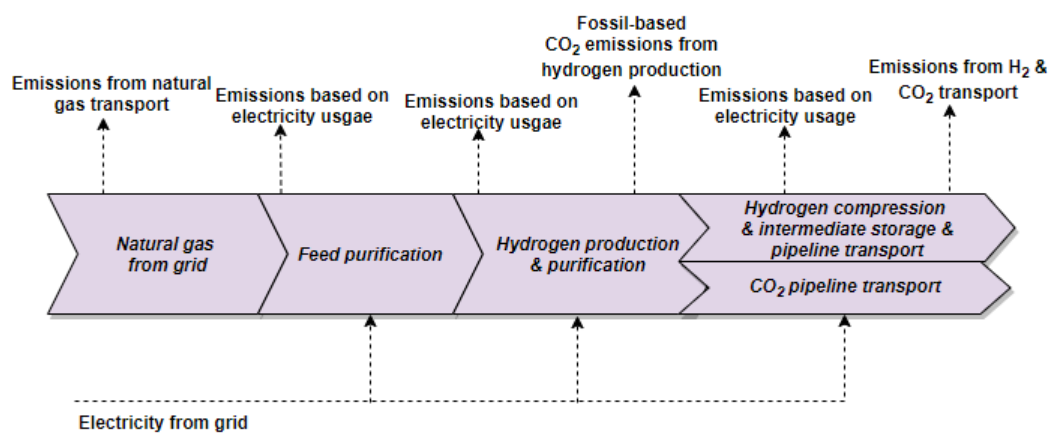 Fossil-based
CO2 emissions from
hydrogen production
Emissions from natural
gas transport
Emissions based on
electricity usgae
Emissions based on
electricity usgae
Emissions based on
electricity usage
Emissions from H2 &
CO2 transport
Natural gas
from grid
Feed purification
Hydrogen production
& purification
Hydrogen compression
& intermediate storage &
pipeline transport
CO2 pipeline transport
Electricity from grid